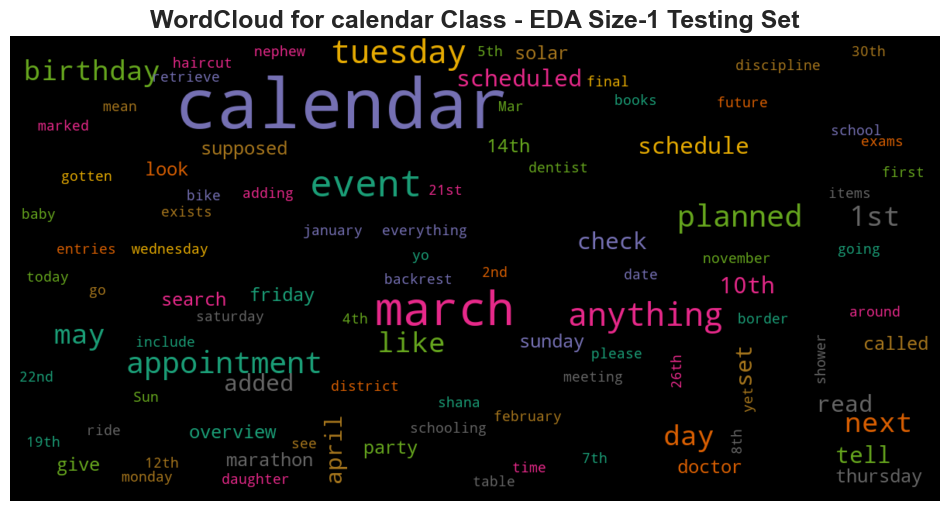 WordCloud for calendar Class - EDA Size-1 Testing Set
nephew tuesday 5th solar 30th
birthday haircut retrieve scheduled final discipline
calendar
mean Mar books future
marked supposed 14th schedule school exams
gotten look event dentist first
bike adding 21st items
baby exists planned 1st
january everything check
entries wednesday yo november going
today backrest 2nd date
go search friday march anything 10th around
saturday 4th border
may include like sunday please called
appointment meeting 26th set shower
22nd added district yet
Sun shana read
ride overview schooling february next
19th see april party day 8th
give 12th marathon 7th doctor tell
monday daughter time table thursday